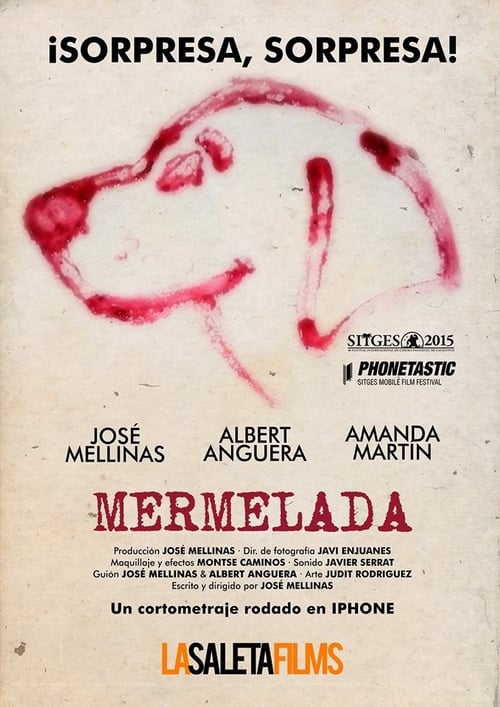 ¡SORPRESA, SORPRESA!
SITGES 2015
PHONETASTIC
SITGES MOBILE FILM FESTIVAL
JOSÉ MELLINAS
ALBERT ANGUERA
AMANDA MARTIN
MERMELADA
Producción JOSÉ MELLINAS · Dir. de fotografia JAVI ENJUANES
Maquillaje y efectos MONTSE CAMINOS · Sonido JAVIER SERRAT
Guión JOSÉ MELLINAS & ALBERT ANGUERA · Arte JUDIT RODRIGUEZ
Escrito y dirigido por JOSÉ MELLINAS
Un cortometraje rodado en IPHONE
LASALETAFILMS